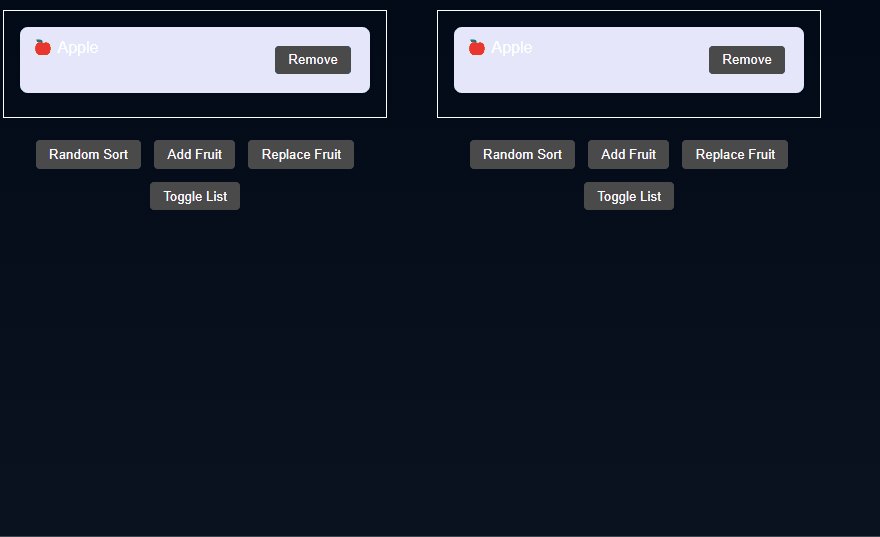 🍎 Apple
Remove
Random Sort Add Fruit Replace Fruit
Toggle List
🍎 Apple
Remove
Random Sort Add Fruit Replace Fruit
Toggle List